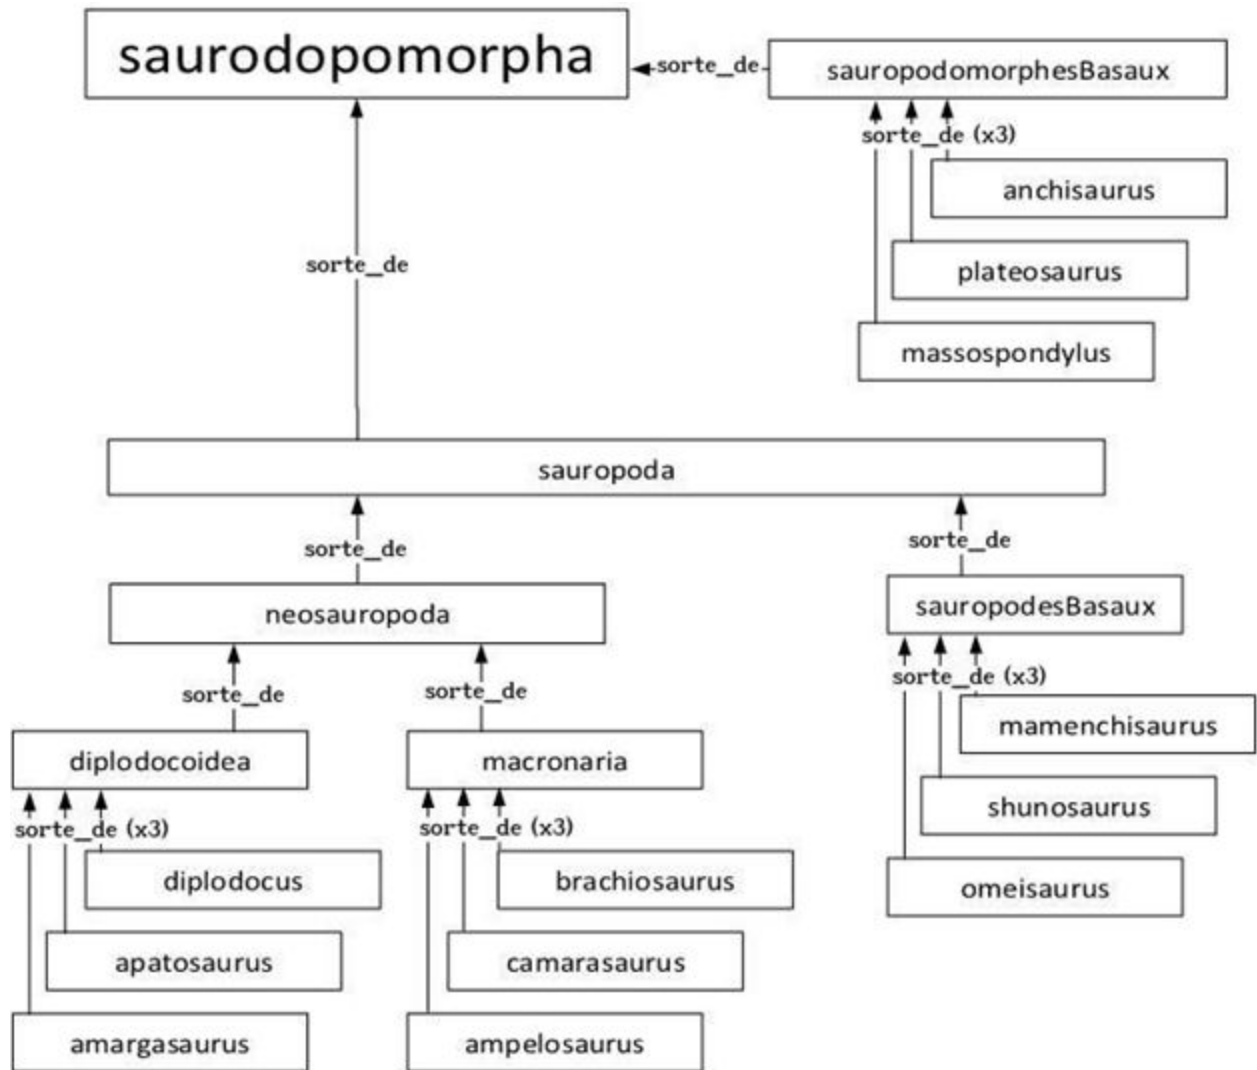 saurodopomorpha
sorte_de
sauropodomorphesBasaux
sorte_de (x3)
anchisaurus
plateosaurus
massospondylus
sorte_de
sauropoda
sorte_de
sorte_de
neosauropoda
sauropodesBasaux
sorte_de
sorte_de
sorte_de (x3)
mamenchisaurus
shunosaurus
omeisaurus
diplodocoidea
macronaria
sorte_de (x3)
sorte_de (x3)
diplodocus
brachiosaurus
apatosaurus
camarasaurus
amargasaurus
ampelosaurus